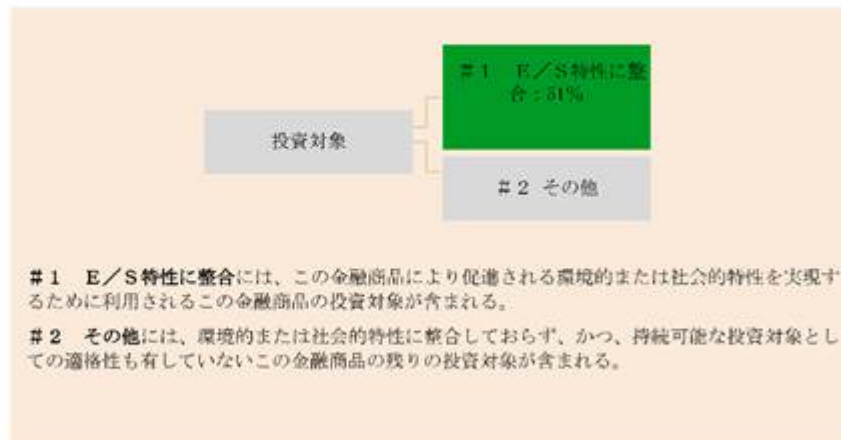 #1 E/S特性に整
合:51%
投資対象
#2 その他
#1 E/S特性に整合には、この金融商品により促進される環境的または社会的特性を実現す
るために利用されるこの金融商品の投資対象が含まれる。
#2 その他には、環境的または社会的特性に整合しておらず、かつ、持続可能な投資対象とし
ての適格性も有していないこの金融商品の残りの投資対象が含まれる。